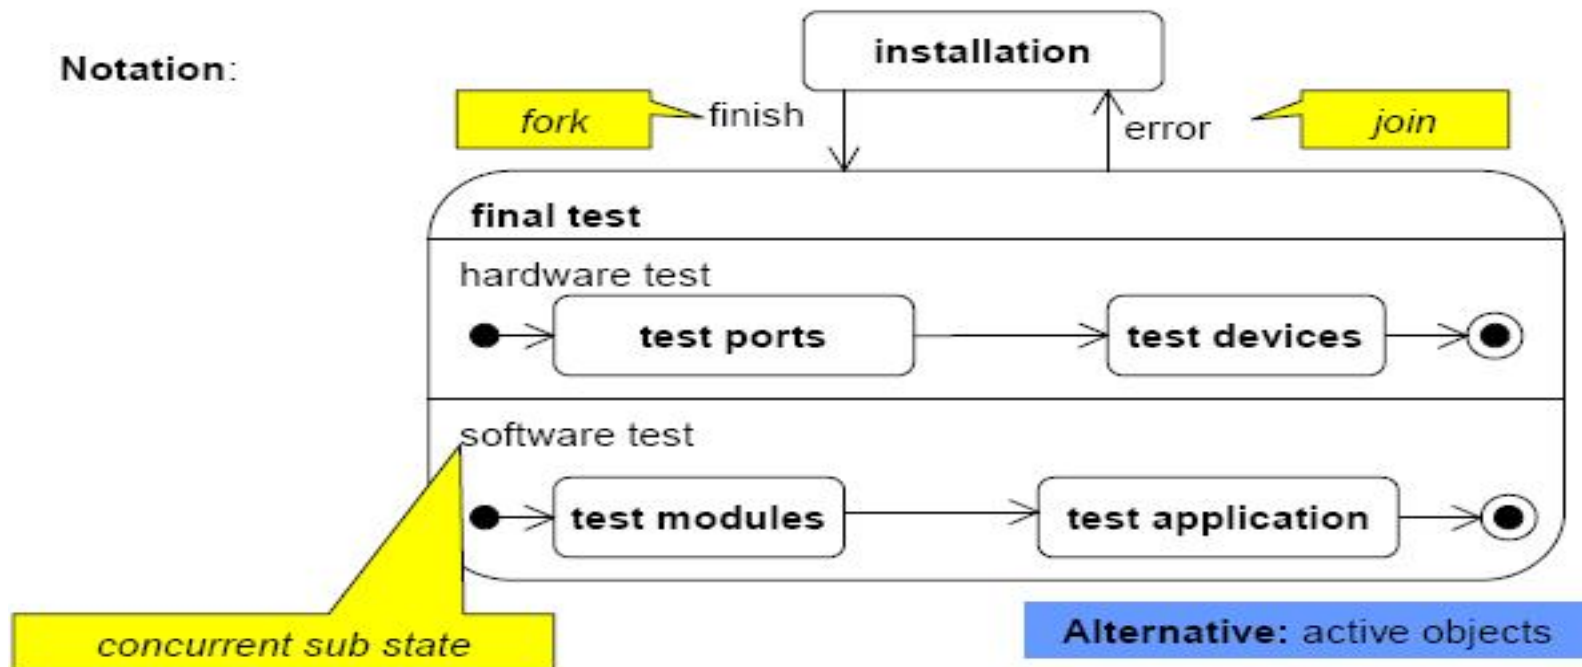 installation
Notation:
fork
finish
error
join
final test
hardware test
test ports
test devices
software test
test modules
test application
concurrent sub state
Alternative: active objects